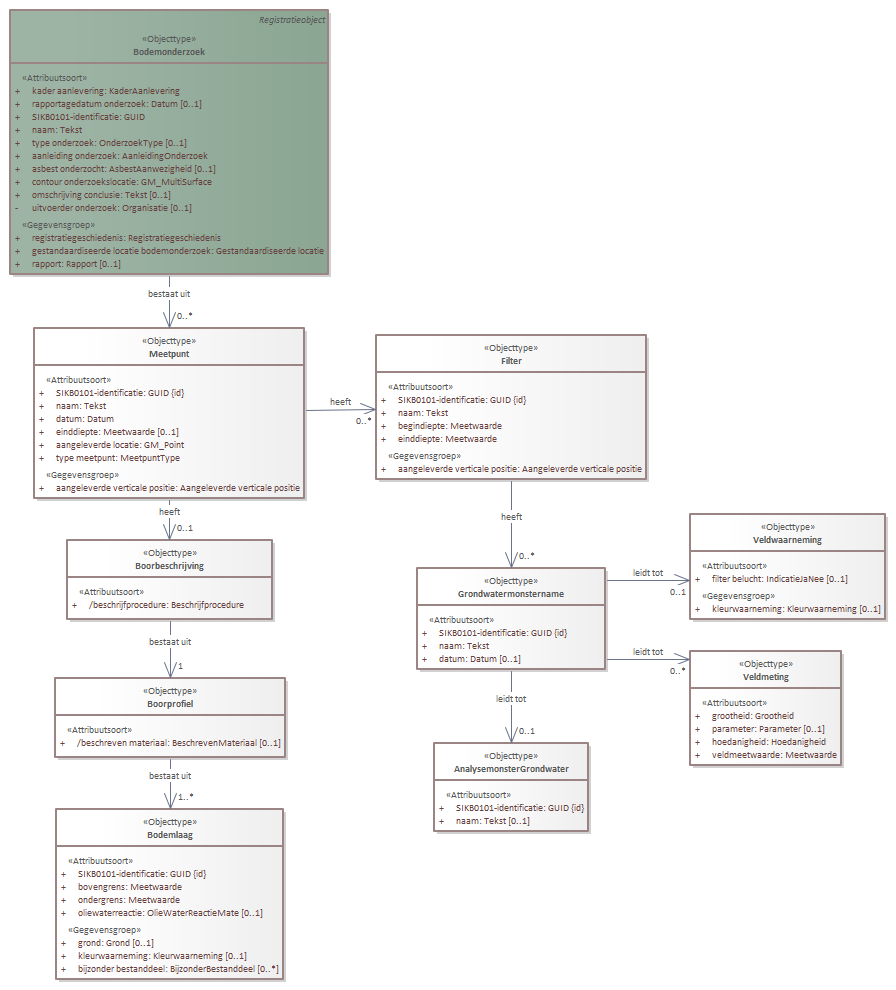 Registratieobject
«Objecttype»
Bodemonderzoek
«Attribuutsoort»
+ kader aanlevering: KaderAanlevering
+ rapportagedatum onderzoek: Datum [0..1]
+ SIKB0101-identificatie: GUID
+ naam: Tekst
+ type onderzoek: OnderzoekType [0..1]
+ aanleiding onderzoek: AanleidingOnderzoek
+ asbest onderzocht: AsbestAanwezigheid [0..1]
+ contour onderzoekslocatie: GM_MultiSurface
+ omschrijving conclusie: Tekst [0..1]
- uitvoerder onderzoek: Organisatie [0..1]
«Gegevensgroep»
+ registratiegeschiedenis: Registratiegeschiedenis
+ gestandaardiseerde locatie bodemonderzoek: Gestandaardiseerde locatie
+ rapport: Rapport [0..1]
bestaat uit
0..*
«Objecttype»
Meetpunt
«Attribuutsoort»
+ SIKB0101-identificatie: GUID {id}
+ naam: Tekst
+ datum: Datum
+ einddiepte: Meetwaarde [0..1]
+ aangeleverde locatie: GM_Point
+ type meetpunt: MeetpuntType
«Gegevensgroep»
+ aangeleverde verticale positie: Aangeleverde verticale positie
heeft
0..*
«Objecttype»
Filter
«Attribuutsoort»
+ SIKB0101-identificatie: GUID {id}
+ naam: Tekst
+ begindiepte: Meetwaarde
+ einddiepte: Meetwaarde
«Gegevensgroep»
+ aangeleverde verticale positie: Aangeleverde verticale positie
heeft
0..1
«Objecttype»
Boorbeschrijving
«Attribuutsoort»
+ /beschrijfprocedure: Beschrijfprocedure
bestaat uit
1
«Objecttype»
Boorprofiel
«Attribuutsoort»
+ /beschreven materiaal: BeschrevenMateriaal [0..1]
bestaat uit
1..*
«Objecttype»
Bodemlaag
«Attribuutsoort»
+ SIKB0101-identificatie: GUID {id}
+ bovengrens: Meetwaarde
+ ondergrens: Meetwaarde
+ oliewaterreactie: OlieWaterReactieMate [0..1]
«Gegevensgroep»
+ grond: Grond [0..1]
+ kleurwaarneming: Kleurwaarneming [0..1]
+ bijzonder bestanddeel: BijzonderBestanddeel [0..*]
heeft
0..*
«Objecttype»
Grondwatermonstername
«Attribuutsoort»
+ SIKB0101-identificatie: GUID {id}
+ naam: Tekst
+ datum: Datum [0..1]
leidt tot
0..1
«Objecttype»
Veldwaarneming
«Attribuutsoort»
+ filter belucht: IndicatieJaNee [0..1]
«Gegevensgroep»
+ kleurwaarneming: Kleurwaarneming [0..1]
leidt tot
0..*
«Objecttype»
Veldmeting
«Attribuutsoort»
+ grootheid: Grootheid
+ parameter: Parameter [0..1]
+ hoedanigheid: Hoedanigheid
+ veldmeetwaarde: Meetwaarde
leidt tot
0..1
«Objecttype»
AnalysemonsterGrondwater
«Attribuutsoort»
+ SIKB0101-identificatie: GUID {id}
+ naam: Tekst [0..1]